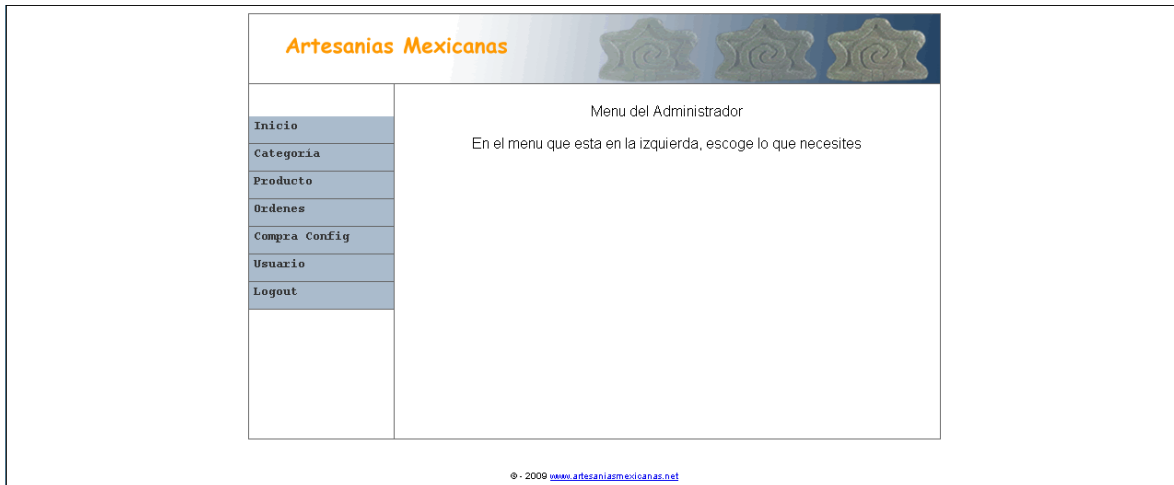 Artesanias Mexicanas
Inicio
Categoria
Producto
Ordenes
Compra Config
Usuario
Logout
Menu del Administrador
En el menu que esta en la izquierda, escoge lo que necesites
© - 2009 www.artesaniasmexicanas.net